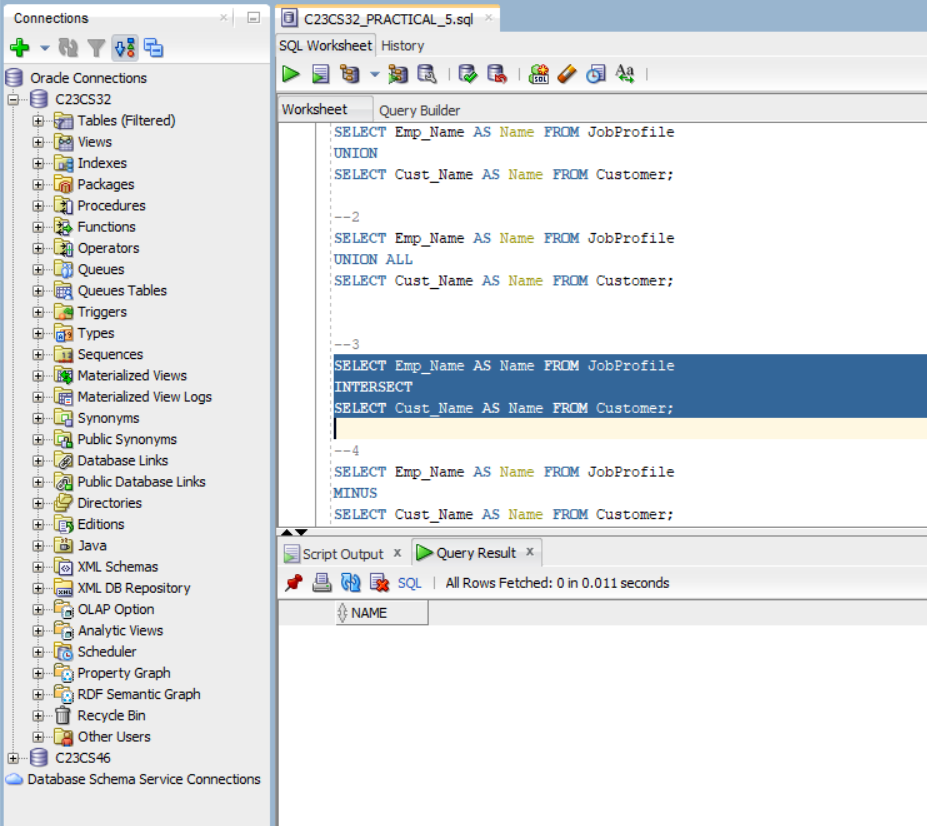 Connections
Oracle Connections
C23CS32
Tables (Filtered)
Views
Indexes
Packages
Procedures
Functions
Operators
Queues
Queues Tables
Triggers
Types
Sequences
Materialized Views
Materialized View Logs
Synonyms
Public Synonyms
Database Links
Public Database Links
Directories
Editions
Java
XML Schemas
XML DB Repository
OLAP Option
Analytic Views
Scheduler
Property Graph
RDF Semantic Graph
Recycle Bin
Other Users
C23CS46
Database Schema Service Connections
C23CS32_PRACTICAL_5.sql
SQL Worksheet History
Worksheet Query Builder
SELECT Emp_Name AS Name FROM JobProfile
UNION
SELECT Cust_Name AS Name FROM Customer;
--2
SELECT Emp_Name AS Name FROM JobProfile
UNION ALL
SELECT Cust_Name AS Name FROM Customer;
--3
SELECT Emp_Name AS Name FROM JobProfile
INTERSECT
SELECT Cust_Name AS Name FROM Customer;
--4
SELECT Emp_Name AS Name FROM JobProfile
MINUS
SELECT Cust_Name AS Name FROM Customer;
Script Output x Query Result x
SQL | All Rows Fetched: 0 in 0.011 seconds
NAME